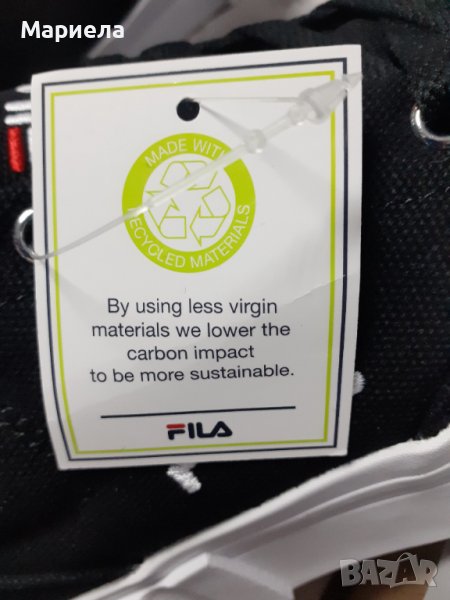 Мариела
MADE WITH
RECYCLED MATERIALS
By using less virgin
materials we lower the
carbon impact
to be more sustainable.
FILA
BAZAR